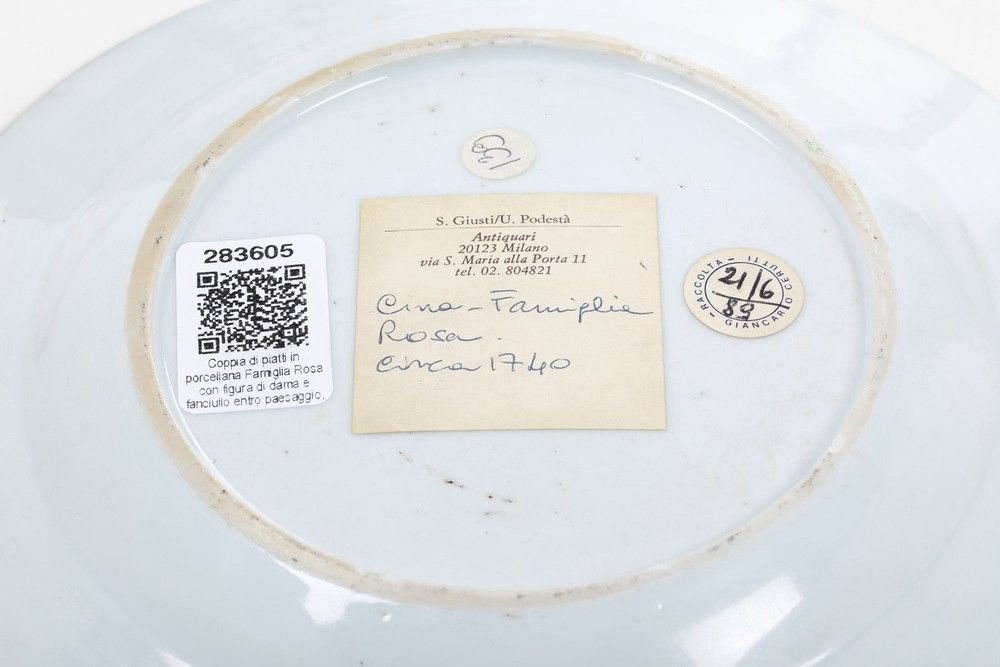 S. Giusti/U. Podestà
Antiquari
20123 Milano
via S. Maria alla Porta 11
tel. 02. 804821
Cina - Famiglia
Rosa.
Circa 1740
283605
Coppia di piatti in
porcellana Famiglia Rosa
con figura di dama e
fanciullo entro paesaggio,
RACCOLTA
GIANCARLO CERUTTI
21/6
89